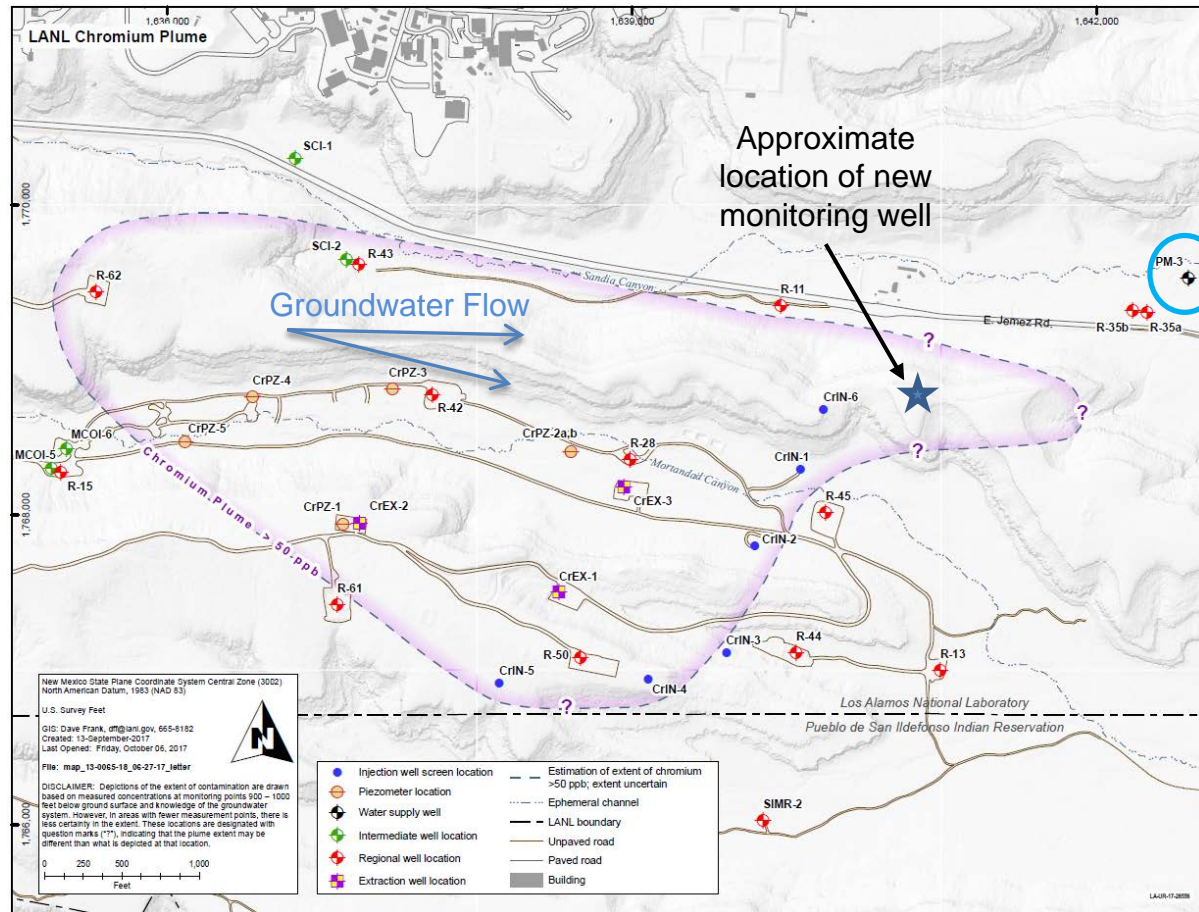 LANL Chromium Plume
1,636,000
1,639,000
1,642,000
1,770,000
1,768,000
1,766,000
SCI-1
Approximate
location of new
monitoring well
SCI-2
R-43
PM-3
R-62
Sandia Canyon
R-11
Groundwater Flow
E. Jemez Rd.
R-35b
R-35a
?
CrPZ-4
CrPZ-3
R-42
CrIN-6
?
MCOI-6
CrPZ-5
CrPZ-2a,b
R-28
?
MCOI-5
R-15
Mortandad Canyon
CrIN-1
Chromium Plume > 50 ppb
CrEX-3
R-45
CrPZ-1
CrEX-2
CrIN-2
R-61
CrEX-1
CrIN-3
R-44
R-50
R-13
CrIN-5
CrIN-4
?
Los Alamos National Laboratory
Pueblo de San Ildefonso Indian Reservation
SIMR-2
New Mexico State Plane Coordinate System Central Zone (3002)
North American Datum, 1983 (NAD 83)
U.S. Survey Feet
GIS: Dave Frank, dff@lanl.gov, 665-8182
Created: 13-September-2017
Last Opened: Friday, October 06, 2017
File: map_13-0065-18_06-27-17_letter
N
DISCLAIMER: Depictions of the extent of contamination are drawn
based on measured concentrations at monitoring points 900 – 1000
feet below ground surface and knowledge of the groundwater
system. However, in areas with fewer measurement points, there is
less certainty in the extent. These locations are designated with
question marks ("?"), indicating that the plume extent may be
different than what is depicted at that location.
0 250 500 1,000
Feet
Injection well screen location
Piezometer location
Water supply well
Intermediate well location
Regional well location
Extraction well location
Estimation of extent of chromium
>50 ppb; extent uncertain
Ephemeral channel
LANL boundary
Unpaved road
Paved road
Building